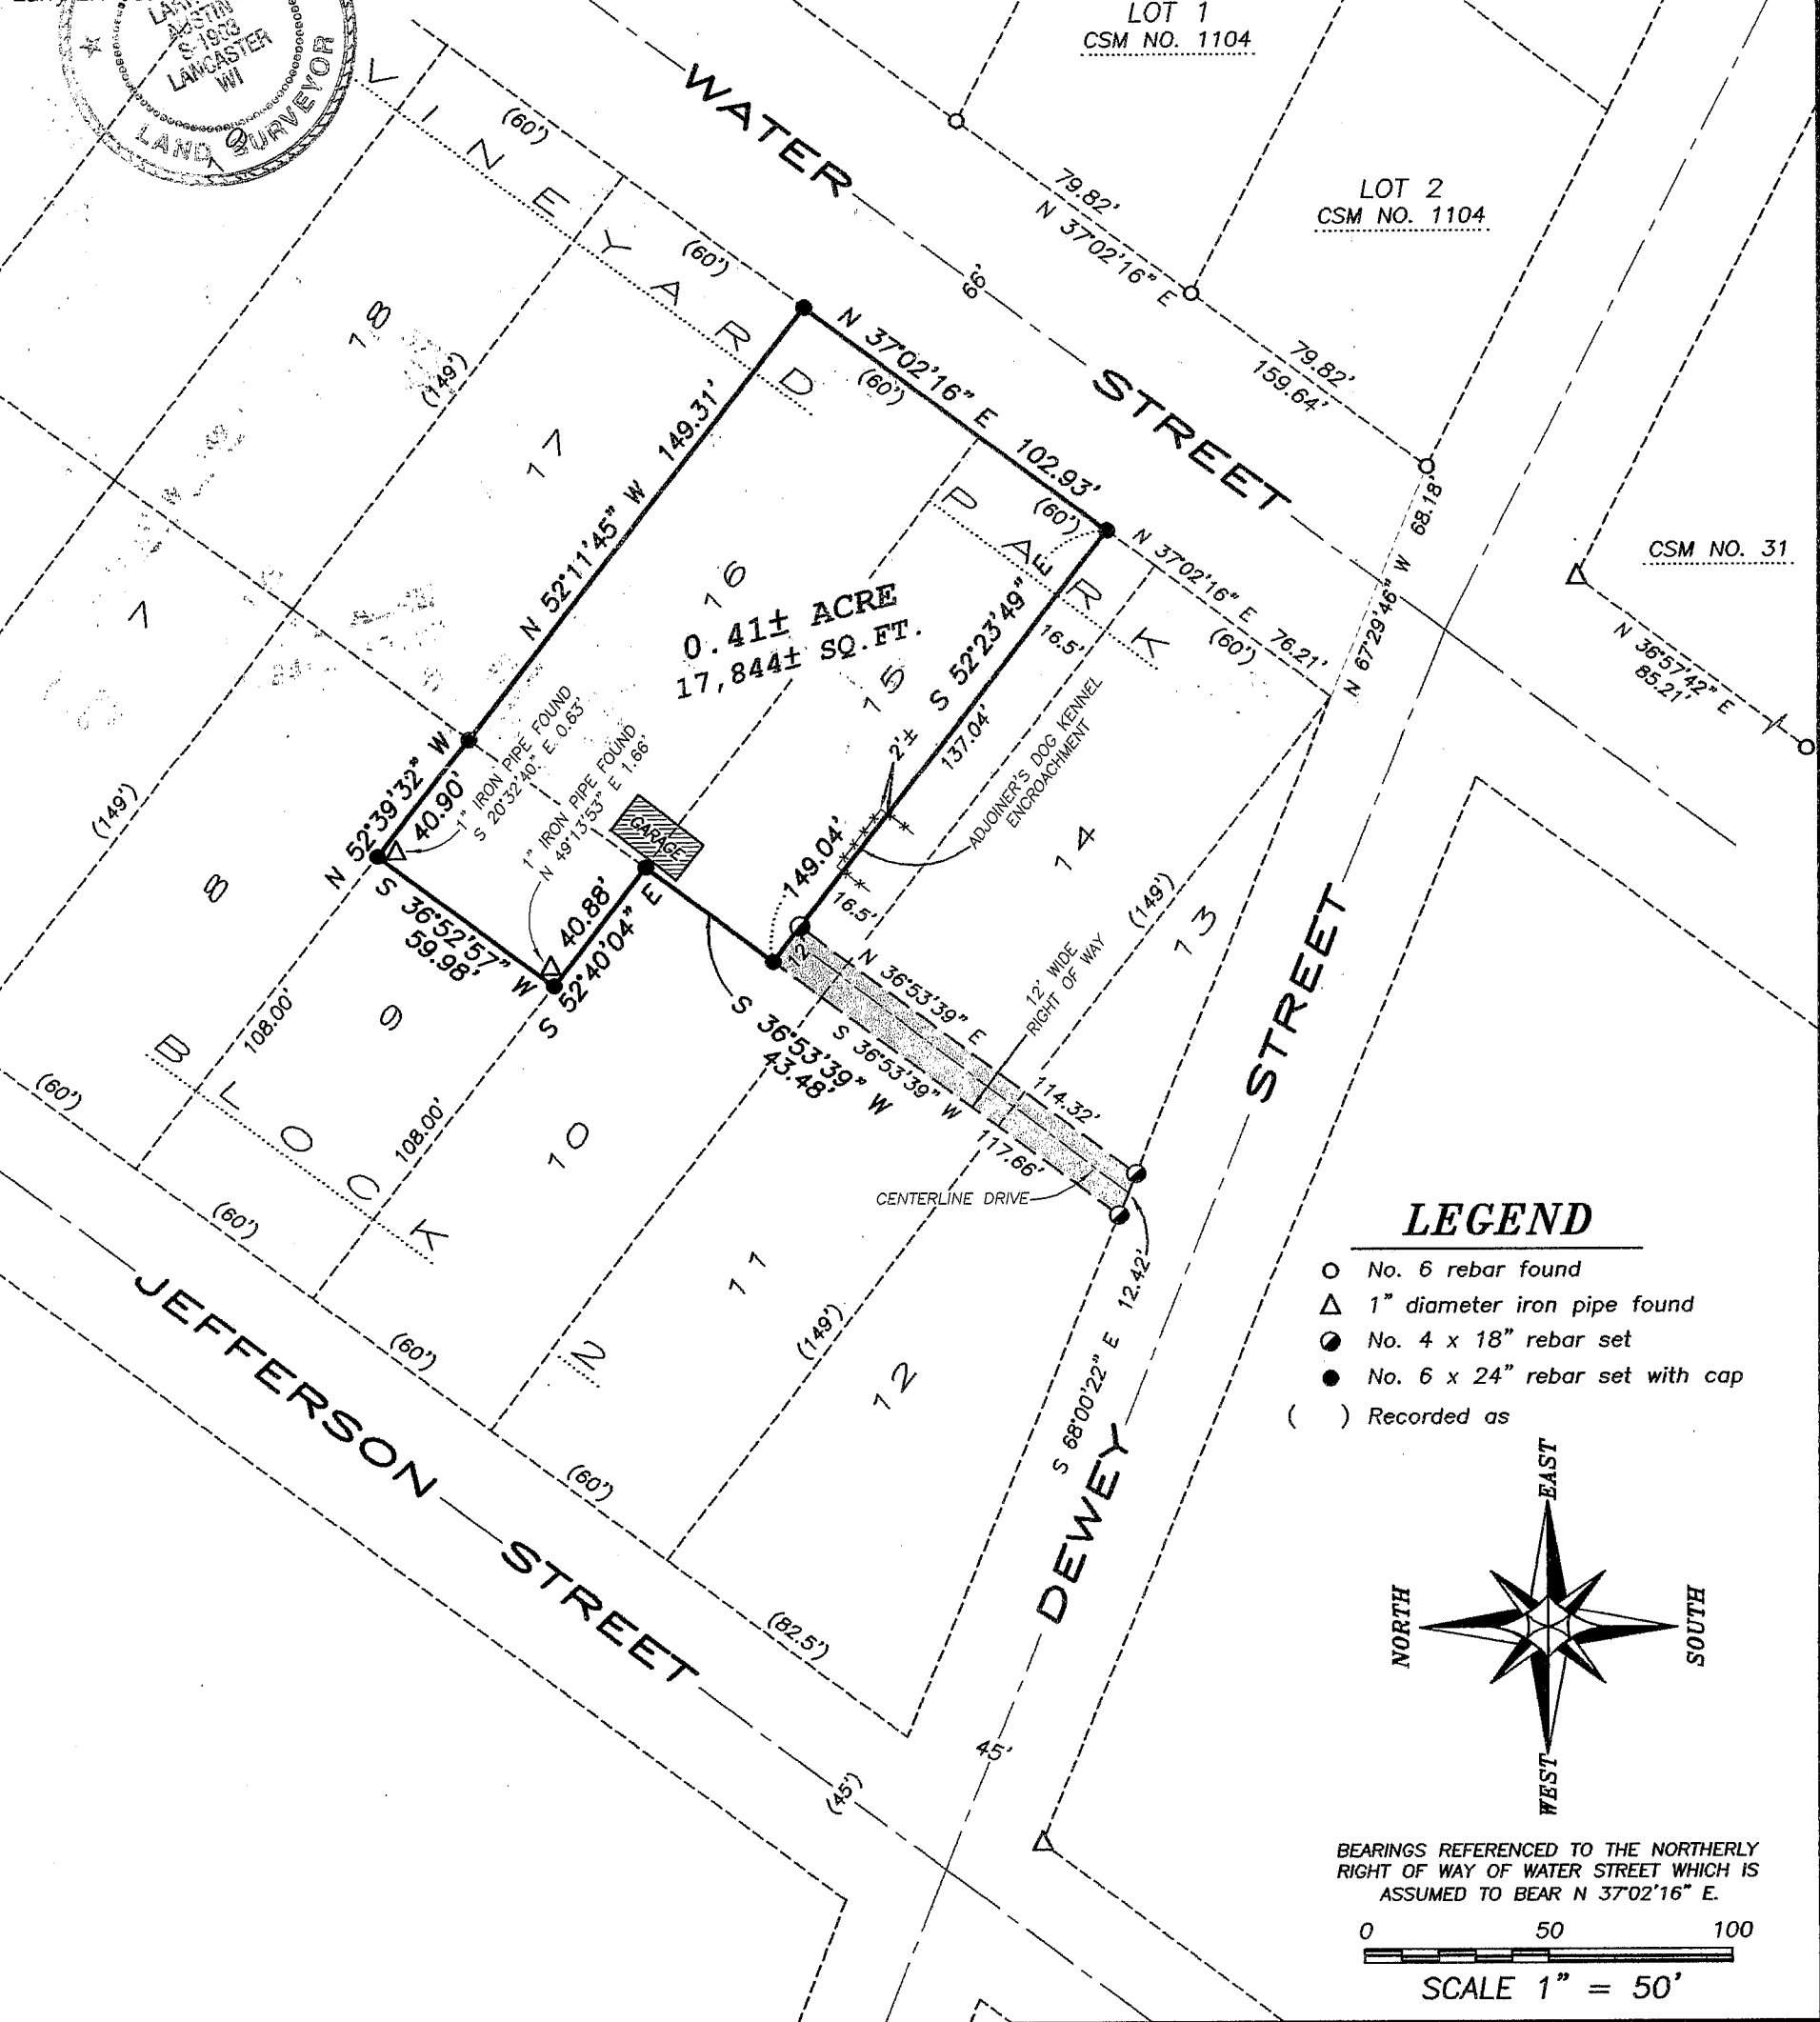 AUSTIN
S-1903
LANCASTER
WI
LAND SURVEYOR
LOT 1
CSM NO. 1104
LOT 2
CSM NO. 1104
CSM NO. 31
WATER STREET
66'
79.82'
N 37°02'16" E
79.82'
159.64'
N 67°29'46" W 68.18'
N 36°57'42" E
85.21'
VINEYARD PARK
(60')
(60')
(60')
(60')
(60')
N 37°02'16" E 102.93'
N 37°02'16" E 76.21'
18
17
16
15
14
13
7
8
9
10
11
12
(149')
(149')
(149')
(149')
N 52°11'45" W 149.31'
0.41± ACRE
17,844± SQ.FT.
S 52°23'49" E
137.04'
149.04'
16.5'
16.5'
2'±
ADJOINER'S DOG KENNEL
ENCROACHMENT
1" IRON PIPE FOUND
S 20°32'40" E 0.63'
1" IRON PIPE FOUND
N 49°13'53" E 1.66'
GARAGE
N 52°39'32" W
40.90'
S 36°52'57" W
59.98'
40.88'
S 52°40'04" E
S 36°53'39" W
43.48'
12'
N 36°53'39" E 114.32'
S 36°53'39" W 117.66'
12' WIDE
RIGHT OF WAY
CENTERLINE DRIVE
S 68°00'22" E 12.42'
108.00'
108.00'
BLOCK 2
(60')
(60')
(60')
(60')
(82.5')
JEFFERSON STREET
(45')
DEWEY STREET
45'
LEGEND
No. 6 rebar found
1" diameter iron pipe found
No. 4 x 18" rebar set
No. 6 x 24" rebar set with cap
( ) Recorded as
EAST
NORTH
SOUTH
WEST
BEARINGS REFERENCED TO THE NORTHERLY
RIGHT OF WAY OF WATER STREET WHICH IS
ASSUMED TO BEAR N 37°02'16" E.
0 50 100
SCALE 1" = 50'